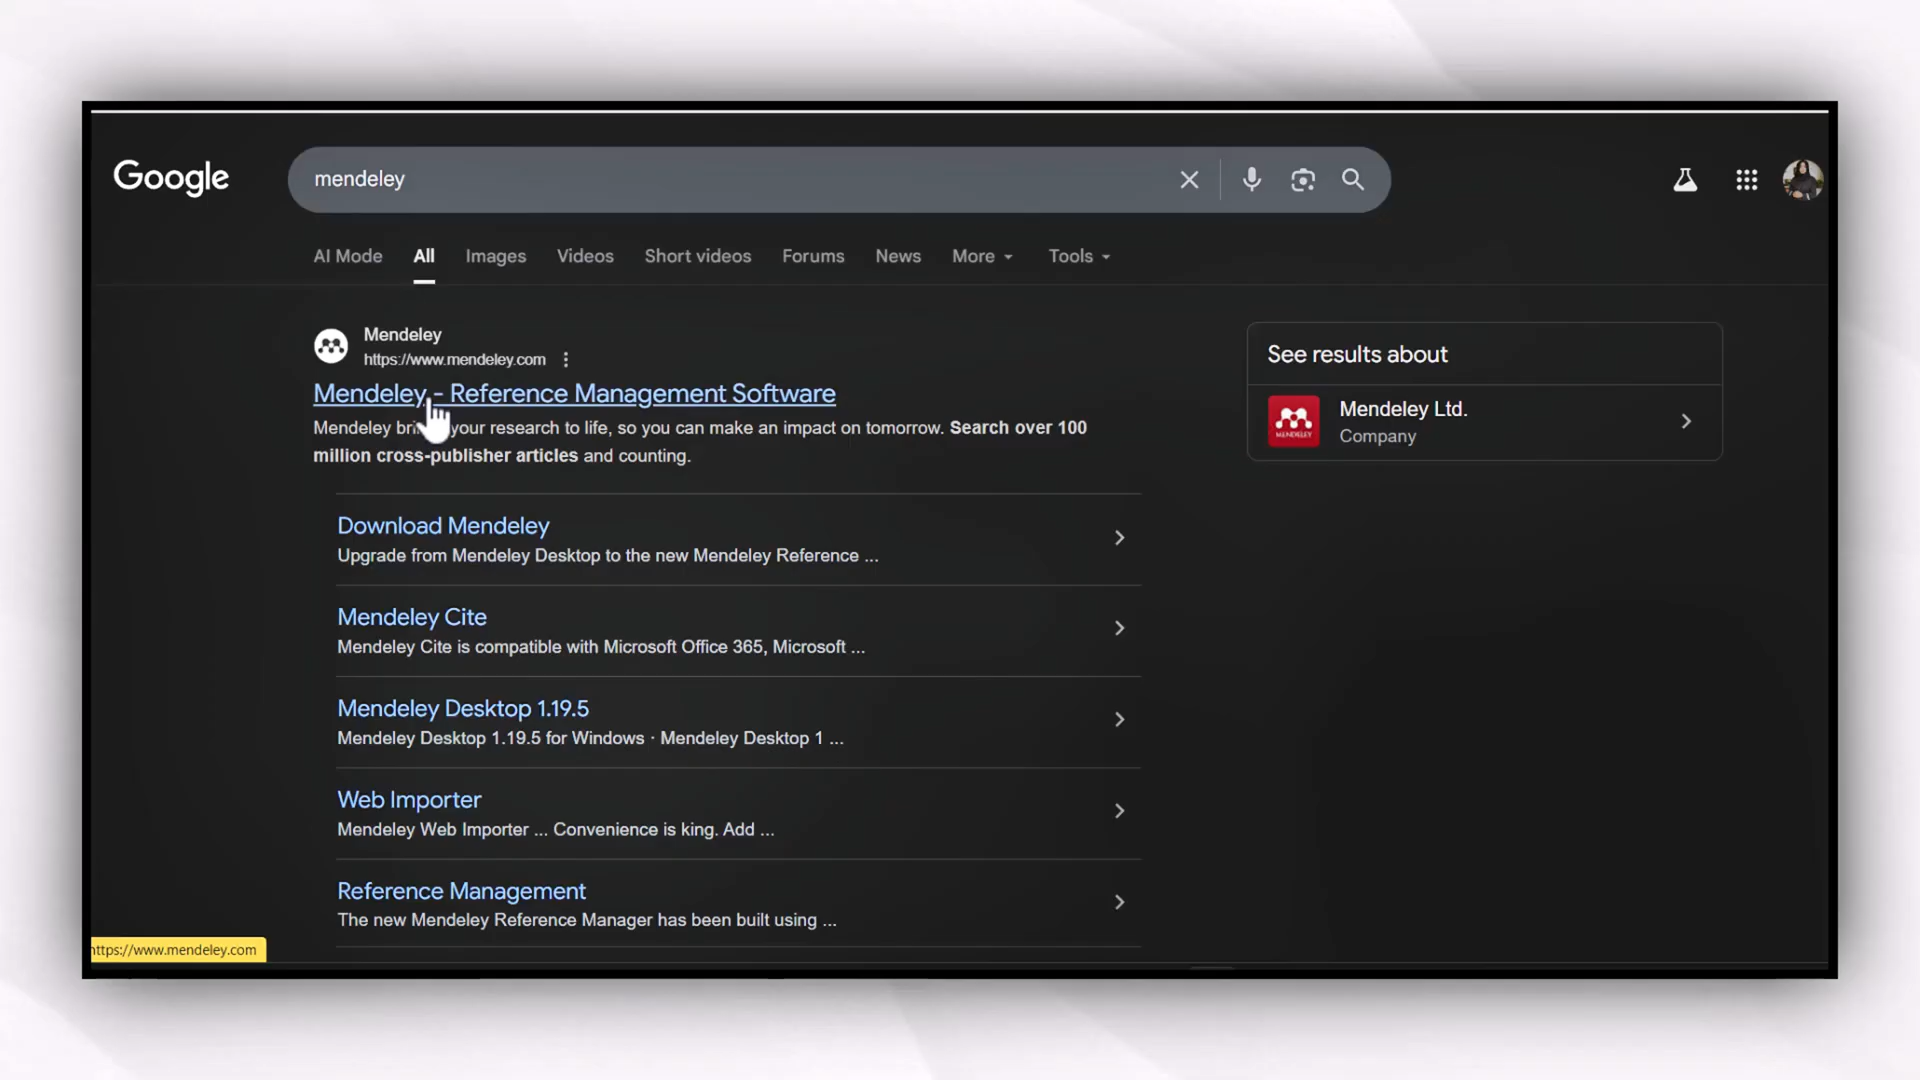 Google
mendeley
AI Mode All Images Videos Short videos Forums News More Tools
Mendeley
https://www.mendeley.com
Mendeley - Reference Management Software
Mendeley bri your research to life, so you can make an impact on tomorrow. Search over 100
million cross-publisher articles and counting.
Download Mendeley
Upgrade from Mendeley Desktop to the new Mendeley Reference ...
Mendeley Cite
Mendeley Cite is compatible with Microsoft Office 365, Microsoft ...
Mendeley Desktop 1.19.5
Mendeley Desktop 1.19.5 for Windows · Mendeley Desktop 1 ...
Web Importer
Mendeley Web Importer ... Convenience is king. Add ...
Reference Management
The new Mendeley Reference Manager has been built using ...
See results about
MENDELEY
Mendeley Ltd.
Company
https://www.mendeley.com